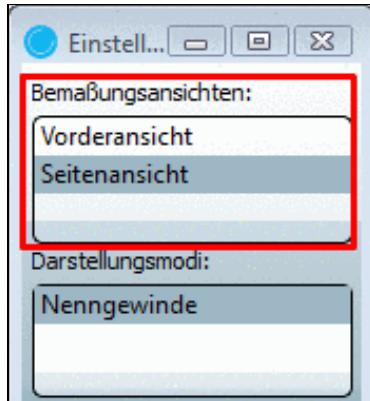 Einstell...
Bemaßungsansichten:
Vorderansicht
Seitenansicht
Darstellungsmodi:
Nenngewinde